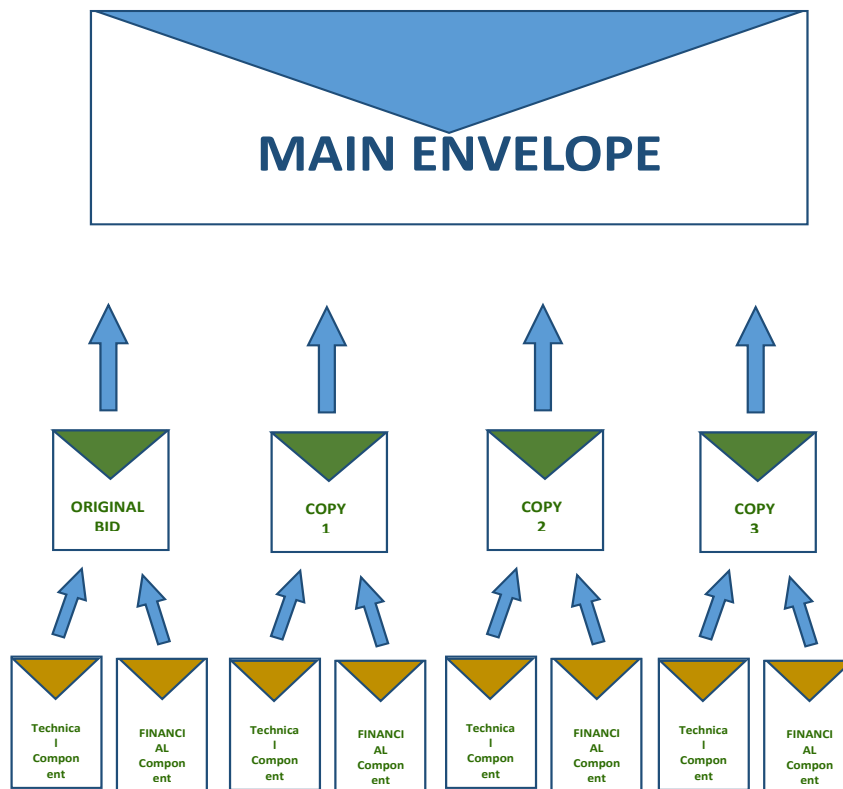 MAIN ENVELOPE
ORIGINAL
BID
COPY
1
COPY
2
COPY
3
Technica
l
Compon
ent
FINANCI
AL
Compon
ent
Technica
l
Compon
ent
FINANCI
AL
Compon
ent
Technica
l
Compon
ent
FINANCI
AL
Compon
ent
Technica
l
Compon
ent
FINANCI
AL
Compon
ent